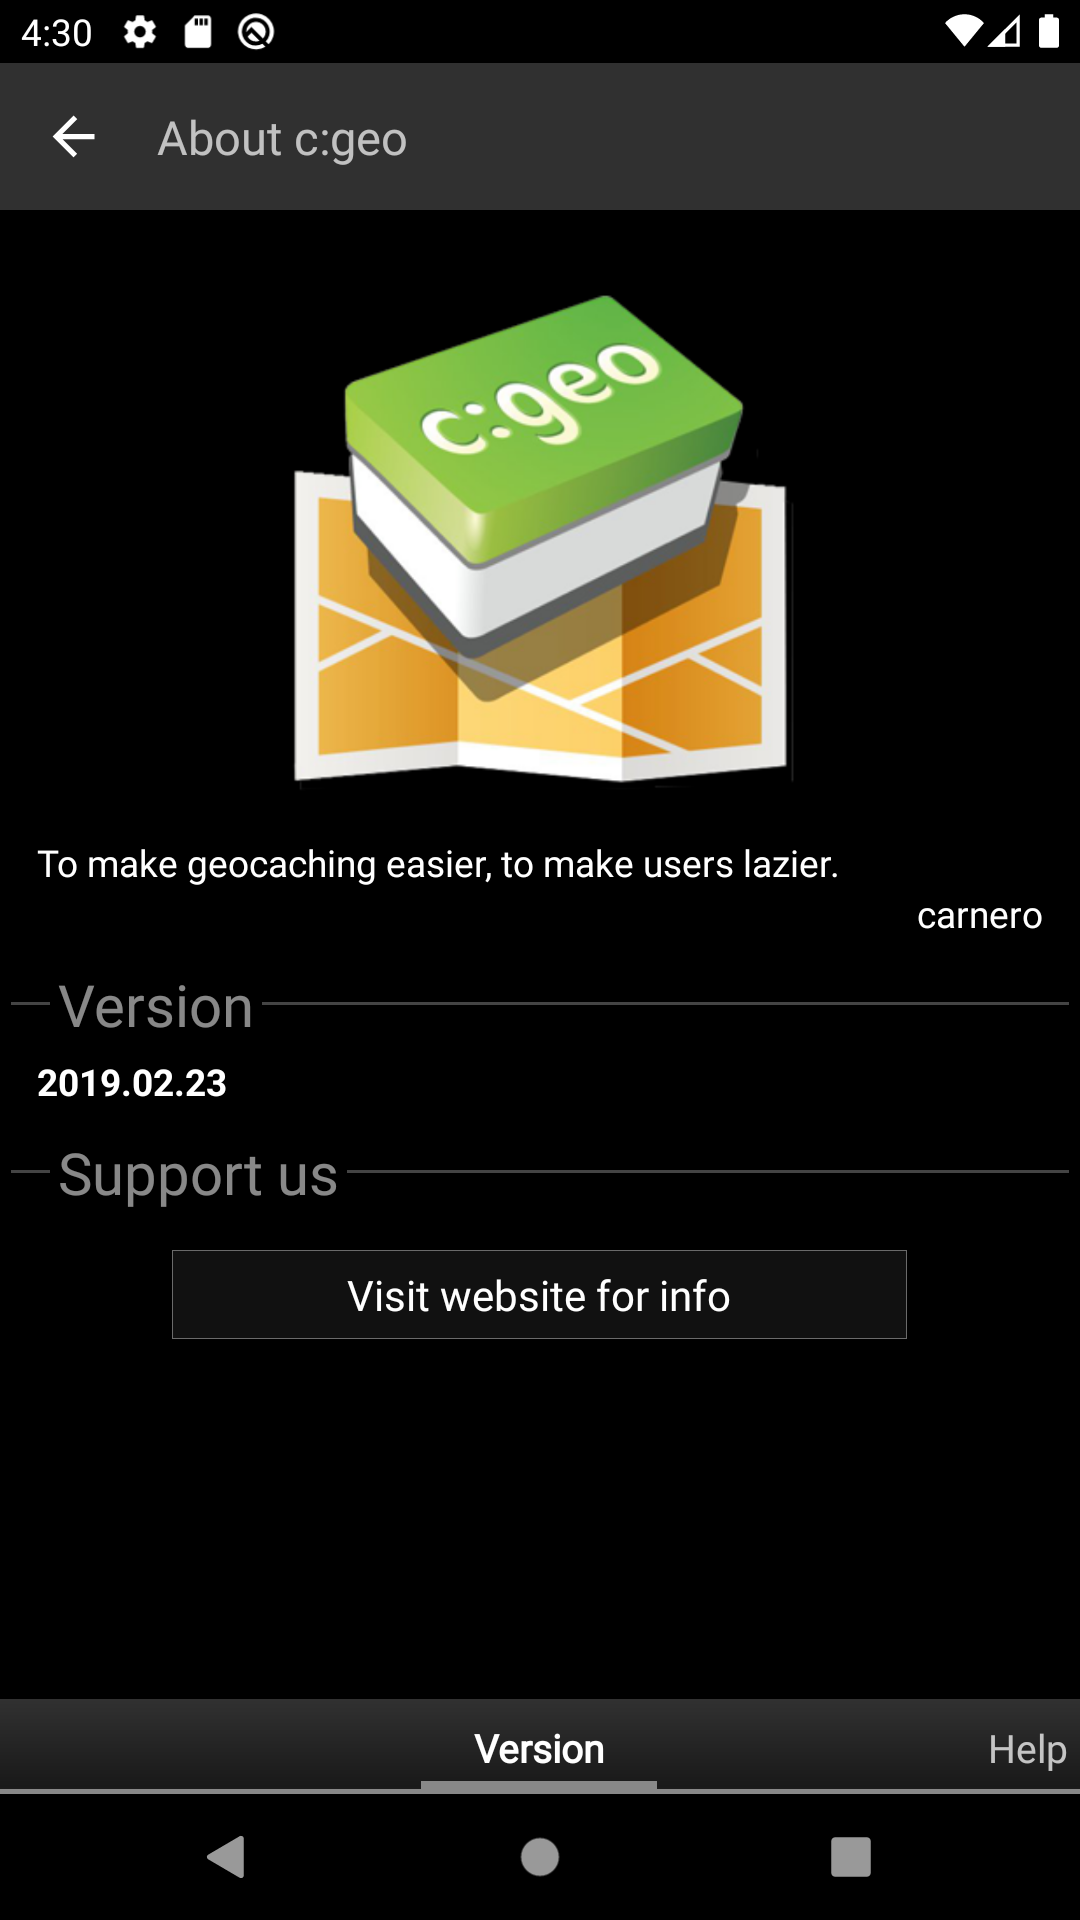 4:30
About c:geo
c:geo
To make geocaching easier, to make users lazier.
carnero
Version
2019.02.23
Support us
Visit website for info
Version
Help